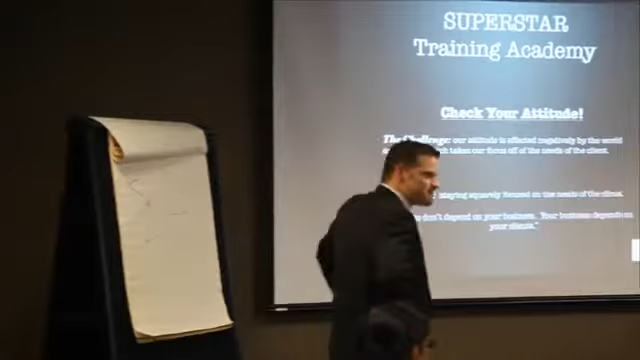 SUPERSTAR
Training Academy
Check Your Attitude!
The Challenge: our attitude is affected negatively by the world
takes our focus off of the needs of the client.
staying squarely focused on the needs of the client.
don't depend on your business. Your business depends on
your clients."